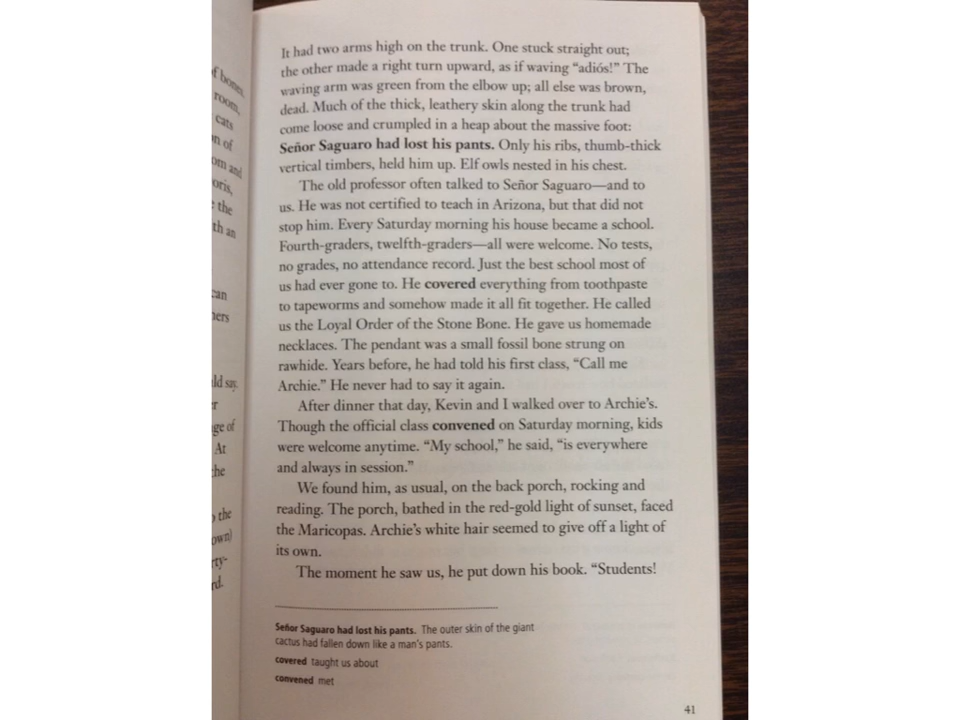 It had two arms high on the trunk. One stuck straight out;
the other made a right turn upward, as if waving “adiós!” The
waving arm was green from the elbow up; all else was brown,
dead. Much of the thick, leathery skin along the trunk had
come loose and crumpled in a heap about the massive foot:
Señor Saguaro had lost his pants. Only his ribs, thumb-thick
vertical timbers, held him up. Elf owls nested in his chest.
The old professor often talked to Señor Saguaro—and to
us. He was not certified to teach in Arizona, but that did not
stop him. Every Saturday morning his house became a school.
Fourth-graders, twelfth-graders—all were welcome. No tests,
no grades, no attendance record. Just the best school most of
us had ever gone to. He covered everything from toothpaste
to tapeworms and somehow made it all fit together. He called
us the Loyal Order of the Stone Bone. He gave us homemade
necklaces. The pendant was a small fossil bone strung on
rawhide. Years before, he had told his first class, “Call me
Archie.” He never had to say it again.
After dinner that day, Kevin and I walked over to Archie’s.
Though the official class convened on Saturday morning, kids
were welcome anytime. “My school,” he said, “is everywhere
and always in session.”
We found him, as usual, on the back porch, rocking and
reading. The porch, bathed in the red-gold light of sunset, faced
the Maricopas. Archie’s white hair seemed to give off a light of
its own.
The moment he saw us, he put down his book. “Students!
Señor Saguaro had lost his pants. The outer skin of the giant
cactus had fallen down like a man’s pants.
covered taught us about
convened met
41
of bones,
room,
cats
of
and
the
th an
say.
of
At
the